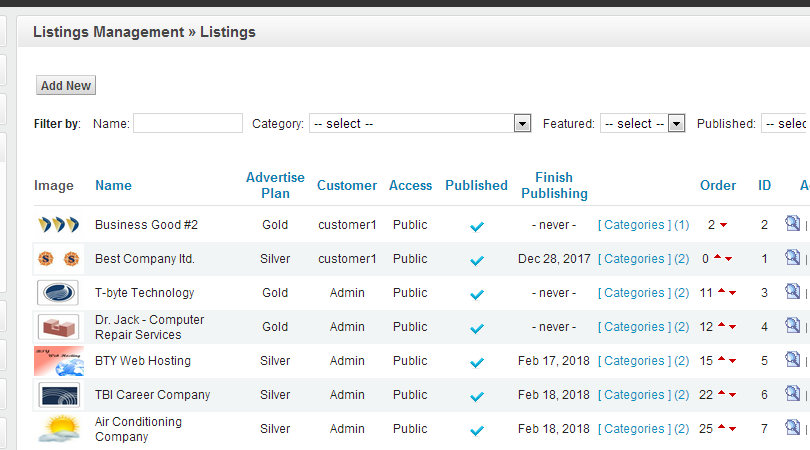 Listings Management » Listings
Add New
Filter by: Name: Category: -- select -- Featured: -- select -- Published: -- selec
Image Name Advertise Plan Customer Access Published Finish Publishing Order ID
Business Good #2 Gold customer1 Public - never - [ Categories ] (1) 2 2 |
Best Company ltd. Silver customer1 Public Dec 28, 2017 [ Categories ] (2) 0 1 |
T-byte Technology Gold Admin Public - never - [ Categories ] (2) 11 3 |
Dr. Jack - Computer Repair Services Gold Admin Public - never - [ Categories ] (2) 12 4 |
BTY Web Hosting Silver Admin Public Feb 17, 2018 [ Categories ] (2) 15 5 |
TBI Career Company Silver Admin Public Feb 18, 2018 [ Categories ] (2) 22 6 |
Air Conditioning Company Silver Admin Public Feb 18, 2018 [ Categories ] (2) 25 7 |